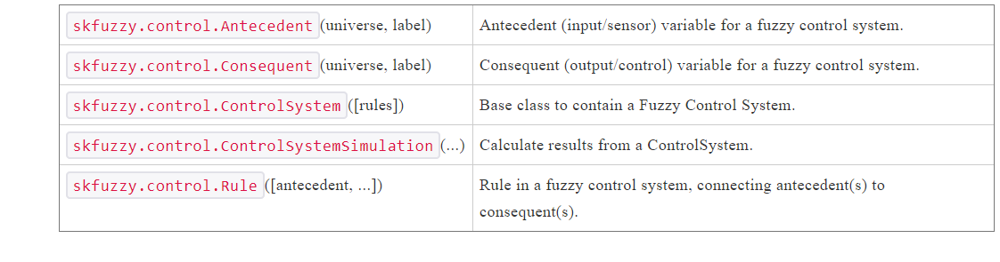 skfuzzy.control.Antecedent(universe, label) Antecedent (input/sensor) variable for a fuzzy control system.
skfuzzy.control.Consequent(universe, label) Consequent (output/control) variable for a fuzzy control system.
skfuzzy.control.ControlSystem([rules]) Base class to contain a Fuzzy Control System.
skfuzzy.control.ControlSystemSimulation(...) Calculate results from a ControlSystem.
skfuzzy.control.Rule([antecedent, ...]) Rule in a fuzzy control system, connecting antecedent(s) to
consequent(s).